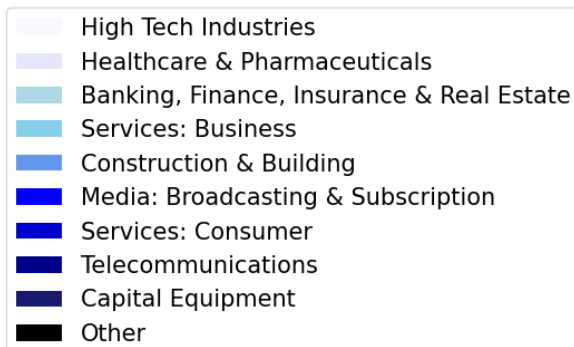 High Tech Industries
Healthcare & Pharmaceuticals
Banking, Finance, Insurance & Real Estate
Services: Business
Construction & Building
Media: Broadcasting & Subscription
Services: Consumer
Telecommunications
Capital Equipment
Other